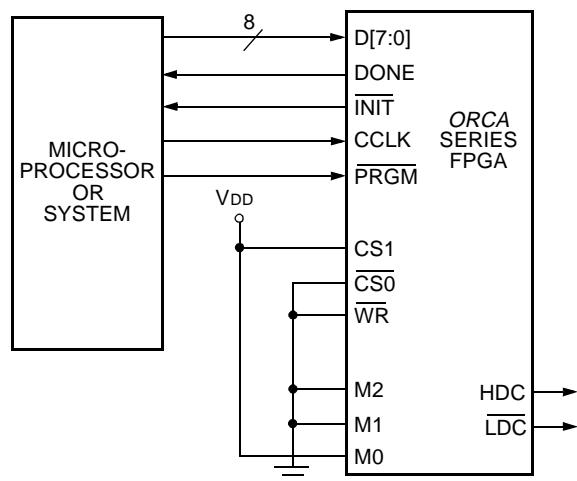 8
D[7:0]
DONE
INIT
CCLK
PRGM
MICRO-
PROCESSOR
OR
SYSTEM
ORCA
SERIES
FPGA
VDD
CS1
CS0
WR
M2
M1
M0
HDC
LDC